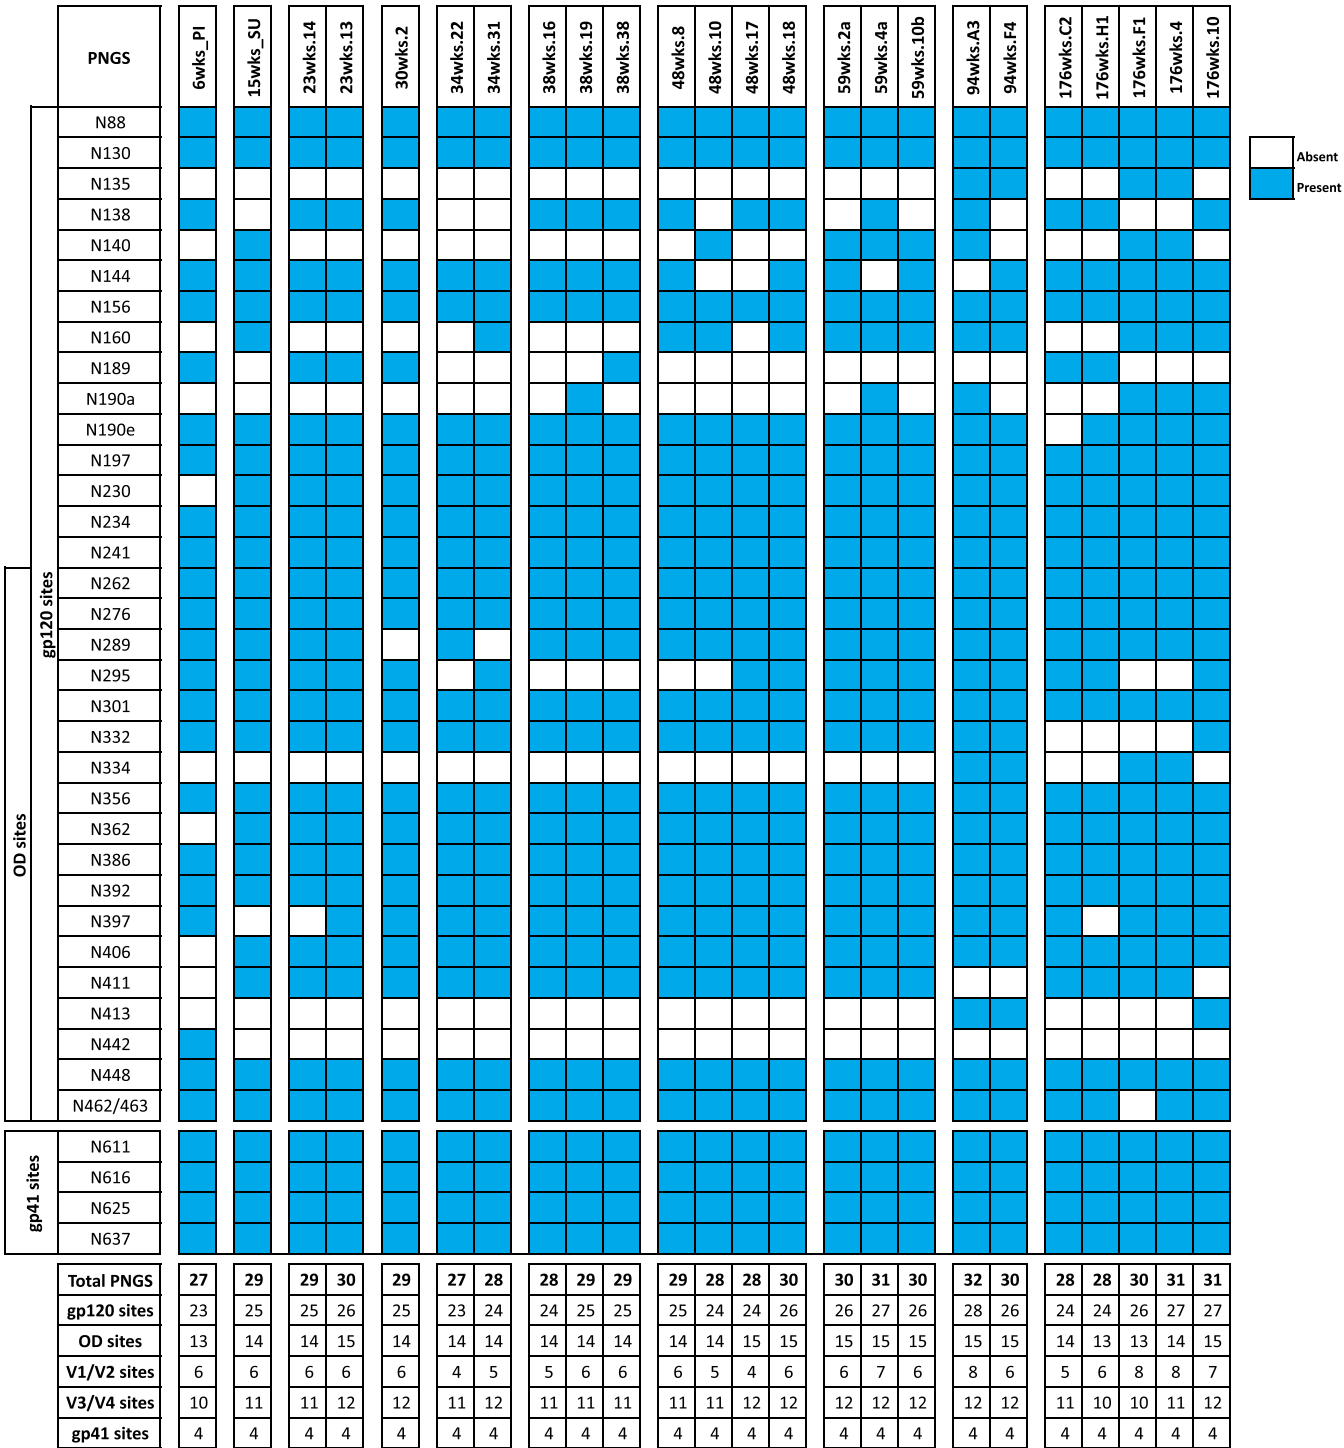 PNGS 6wks_PI 15wks_SU 23wks.14 23wks.13 30wks.2 34wks.22 34wks.31 38wks.16 38wks.19 38wks.38 48wks.8 48wks.10 48wks.17 48wks.18 59wks.2a 59wks.4a 59wks.10b 94wks.A3 94wks.F4 176wks.C2 176wks.H1 176wks.F1 176wks.4 176wks.10
gp120 sites
OD sites
N88
N130
N135
N138
N140
N144
N156
N160
N189
N190a
N190e
N197
N230
N234
N241
N262
N276
N289
N295
N301
N332
N334
N356
N362
N386
N392
N397
N406
N411
N413
N442
N448
N462/463
Absent
Present
gp41 sites
N611
N616
N625
N637
Total PNGS 27 29 29 30 29 27 28 28 29 29 29 28 28 30 30 31 30 32 30 28 28 30 31 31
gp120 sites 23 25 25 26 25 23 24 24 25 25 25 24 24 26 26 27 26 28 26 24 24 26 27 27
OD sites 13 14 14 15 14 14 14 14 14 14 14 14 15 15 15 15 15 15 15 14 13 13 14 15
V1/V2 sites 6 6 6 6 6 4 5 5 6 6 6 5 4 6 6 7 6 8 6 5 6 8 8 7
V3/V4 sites 10 11 11 12 12 11 12 11 11 11 11 11 12 12 12 12 12 12 12 11 10 10 11 12
gp41 sites 4 4 4 4 4 4 4 4 4 4 4 4 4 4 4 4 4 4 4 4 4 4 4 4